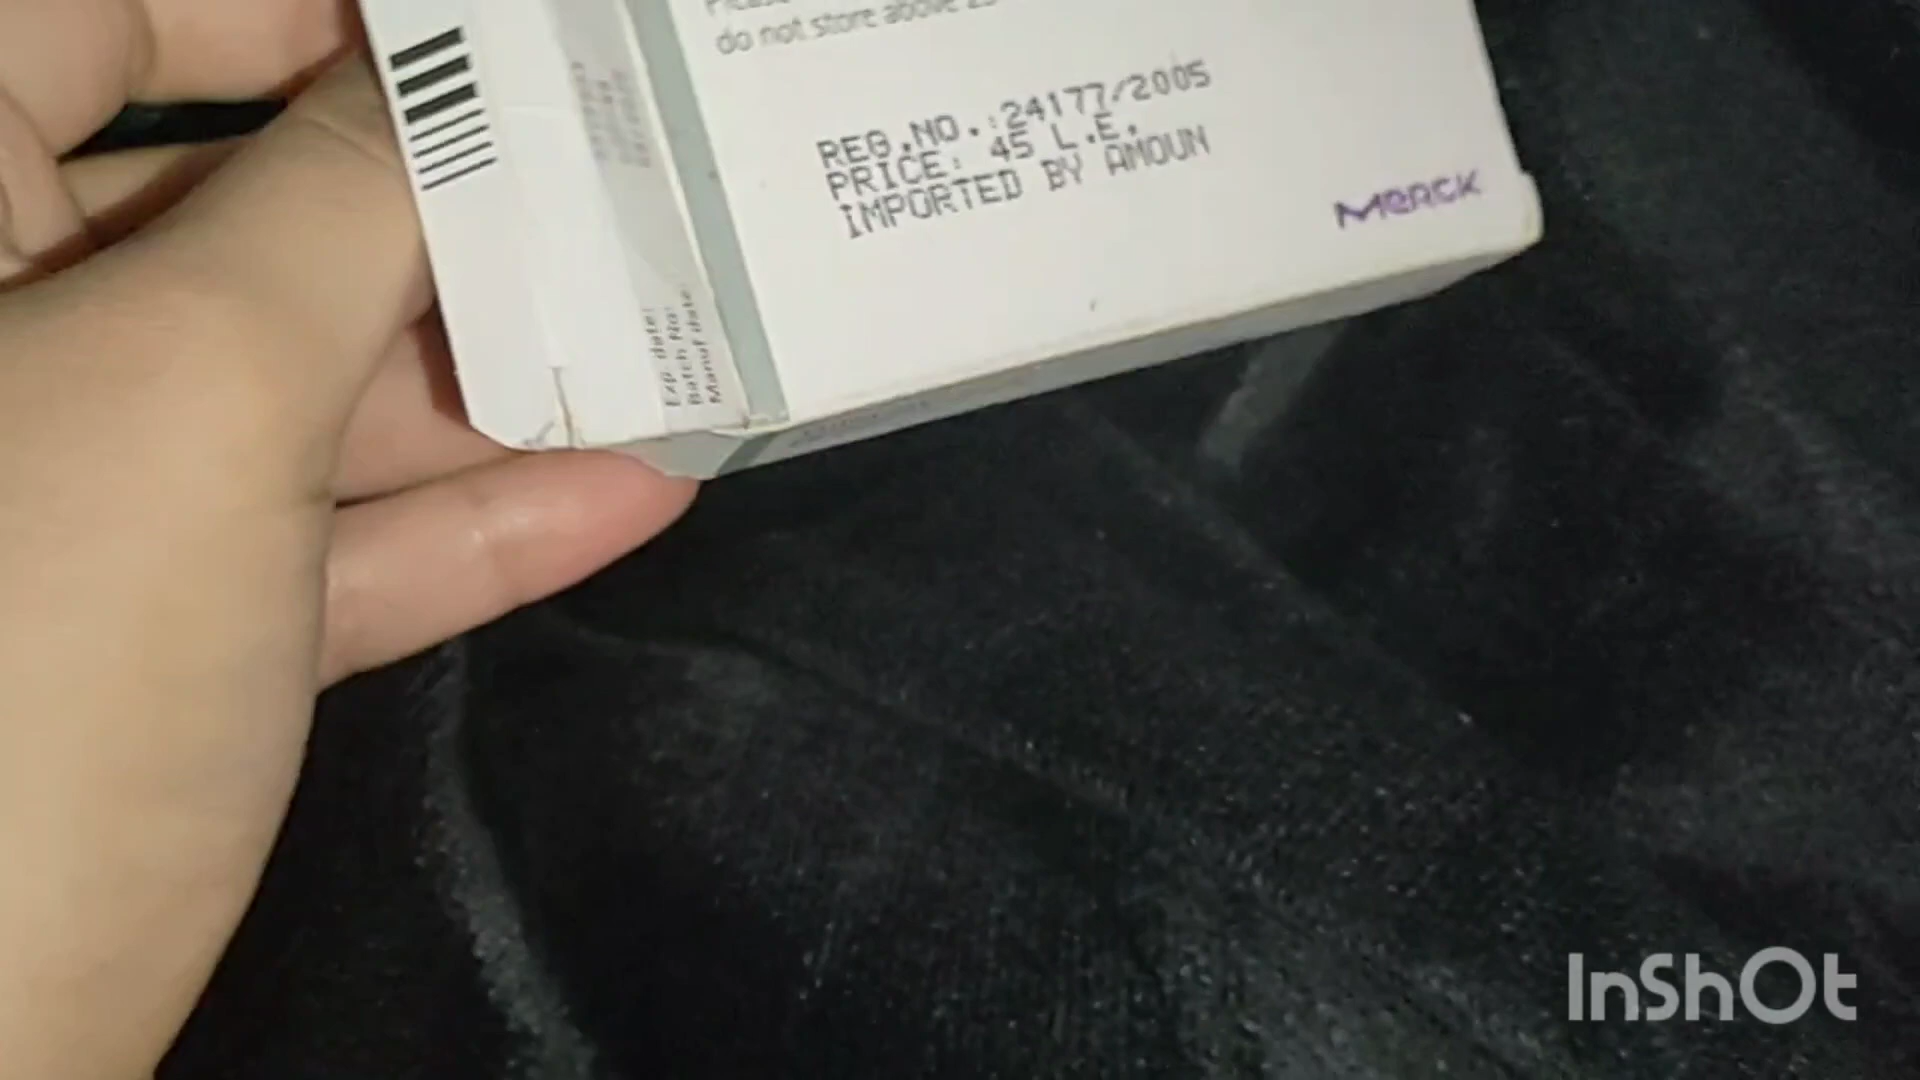 do not store above 25
REG.NO.:24177/2005
PRICE: 45 L.E.
IMPORTED BY AMOUN
MERCK
Exp. date:
Batch No:
Manuf date:
InShOt